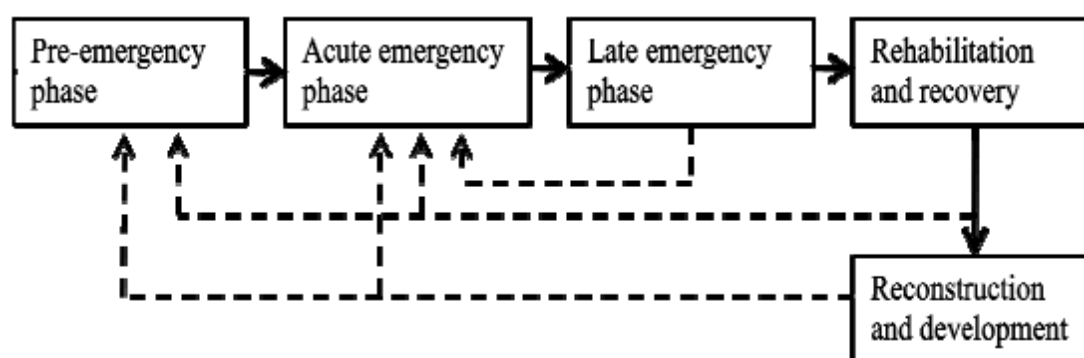 Pre-emergency
phase
Acute emergency
phase
Late emergency
phase
Rehabilitation
and recovery
Reconstruction
and development